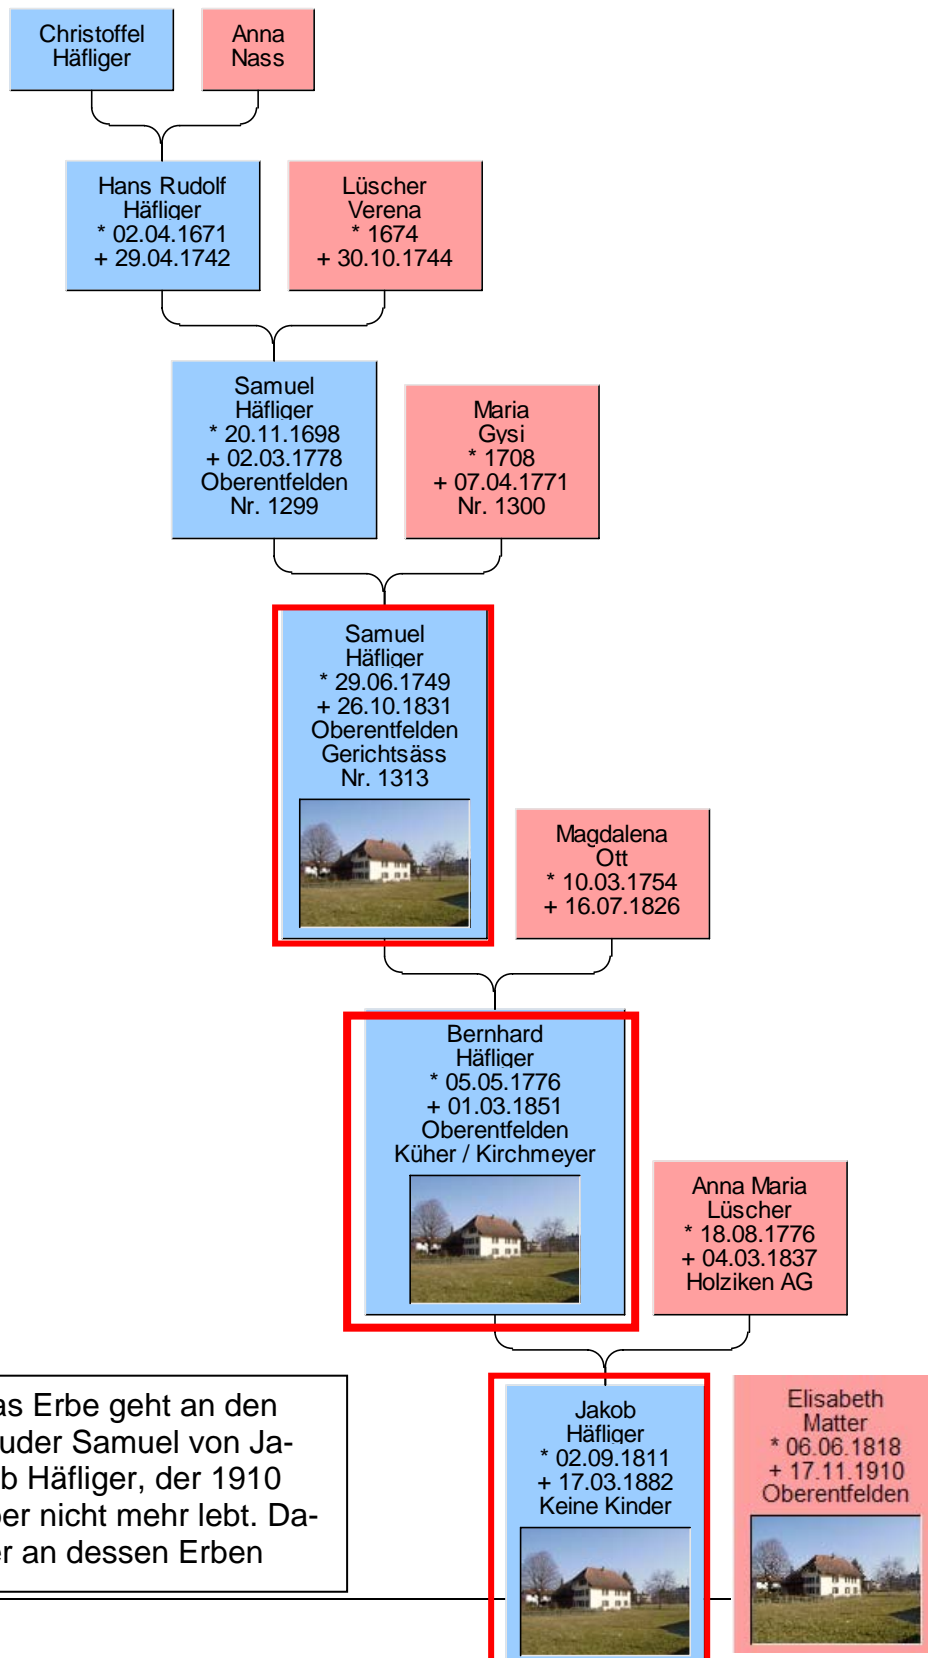 Christoffel
Häfliger
Anna
Nass
Hans Rudolf
Häfliger
* 02.04.1671
+ 29.04.1742
Lüscher
Verena
* 1674
+ 30.10.1744
Samuel
Häfliger
* 20.11.1698
+ 02.03.1778
Oberentfelden
Nr. 1299
Maria
Gysi
* 1708
+ 07.04.1771
Nr. 1300
Samuel
Häfliger
* 29.06.1749
+ 26.10.1831
Oberentfelden
Gerichtsäss
Nr. 1313
Magdalena
Ott
* 10.03.1754
+ 16.07.1826
Bernhard
Häfliger
* 05.05.1776
+ 01.03.1851
Oberentfelden
Küher / Kirchmeyer
Anna Maria
Lüscher
* 18.08.1776
+ 04.03.1837
Holziken AG
as Erbe geht an den
uder Samuel von Ja-
b Häfliger, der 1910
ber nicht mehr lebt. Da-
er an dessen Erben
Jakob
Häfliger
* 02.09.1811
+ 17.03.1882
Keine Kinder
Elisabeth
Matter
* 06.06.1818
+ 17.11.1910
Oberentfelden